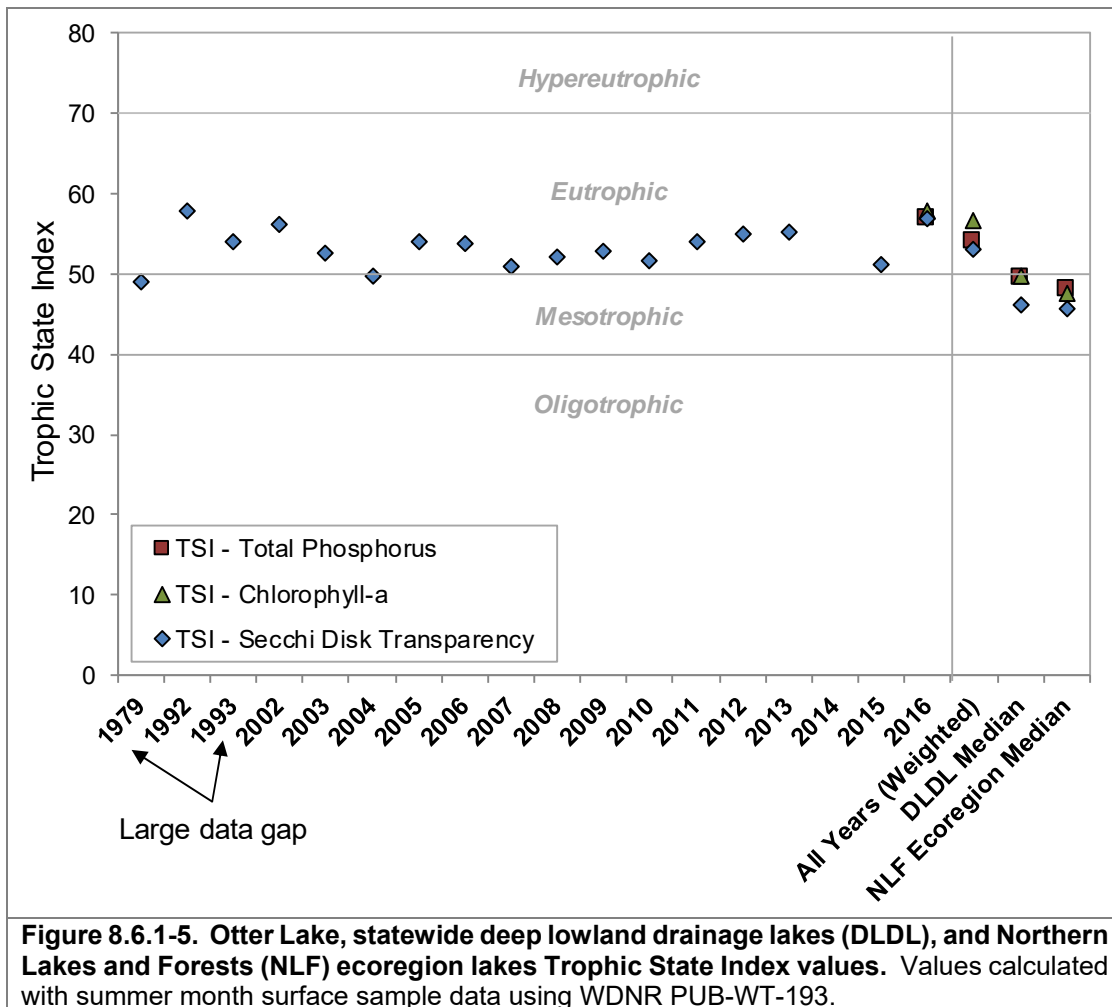 80
70
60
50
40
30
20
10
0
Trophic State Index
Hypereutrophic
Eutrophic
Mesotrophic
Oligotrophic
TSI - Total Phosphorus
TSI - Chlorophyll-a
TSI - Secchi Disk Transparency
1979
1992
1993
2002
2003
2004
2005
2006
2007
2008
2009
2010
2011
2012
2013
2014
2015
2016
All Years (Weighted)
DLDL Median
NLF Ecoregion Median
Large data gap
Figure 8.6.1-5. Otter Lake, statewide deep lowland drainage lakes (DLDL), and Northern
Lakes and Forests (NLF) ecoregion lakes Trophic State Index values. Values calculated
with summer month surface sample data using WDNR PUB-WT-193.